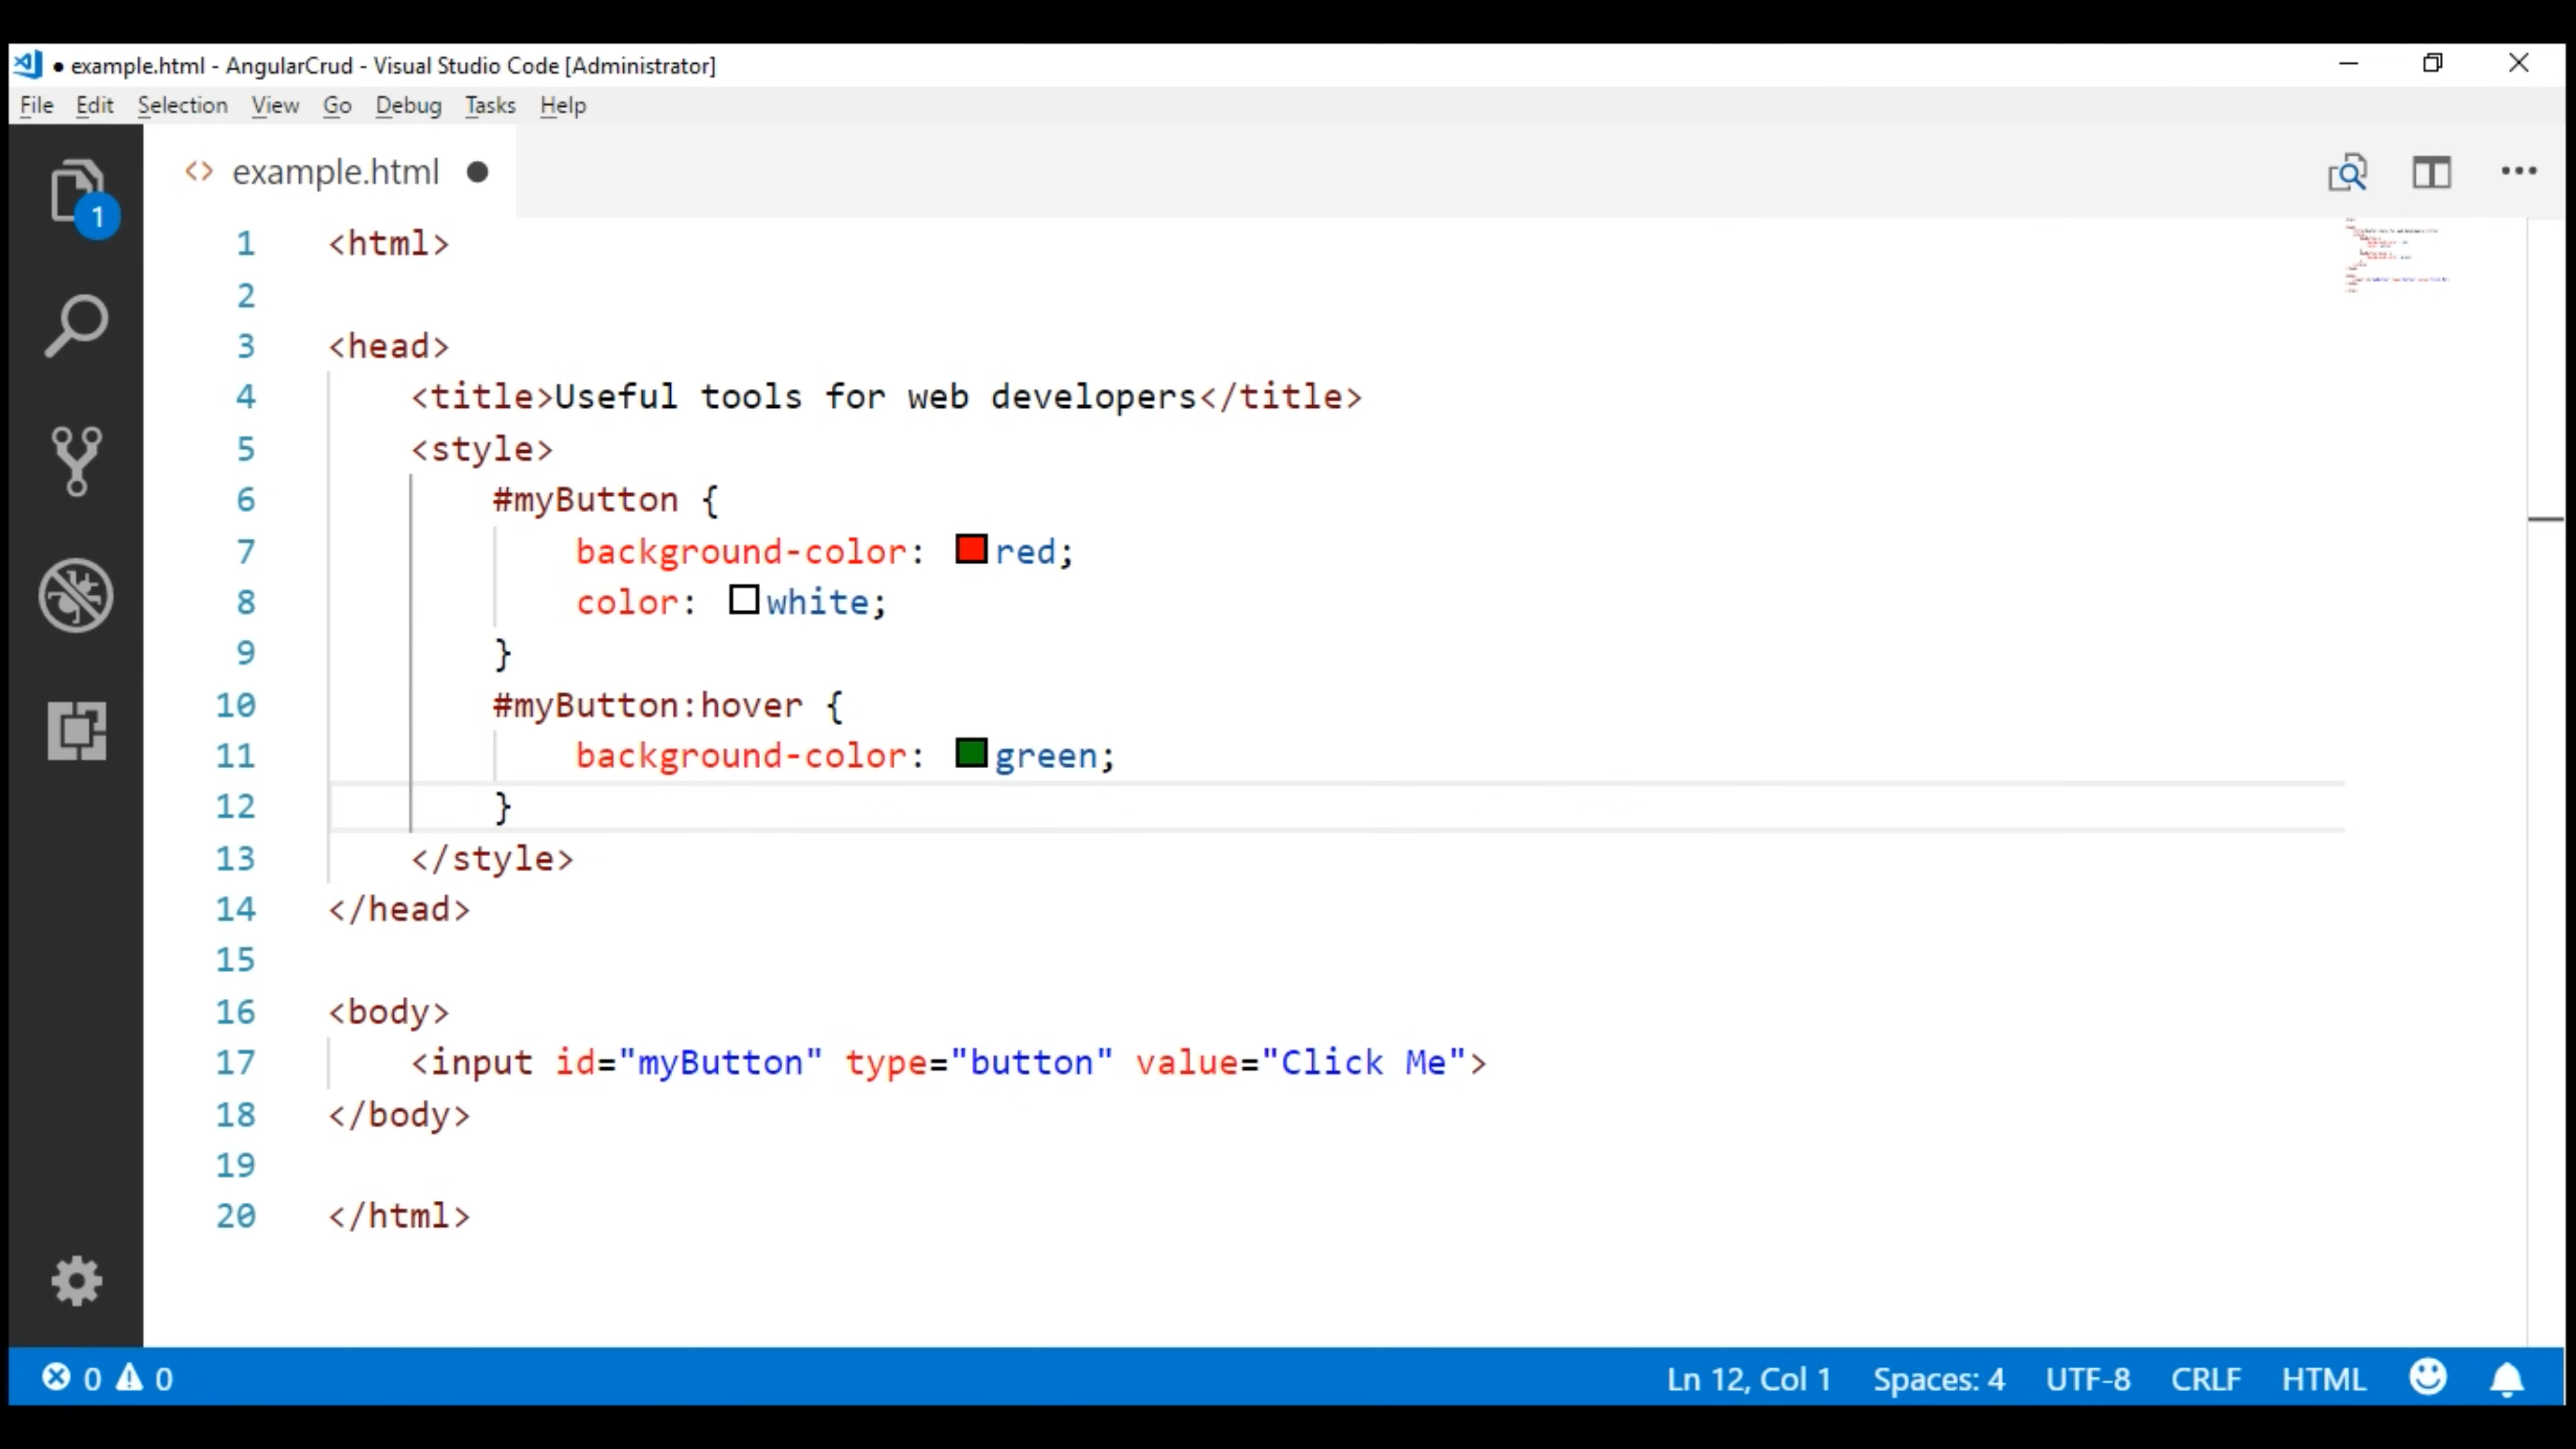 ● example.html - AngularCrud - Visual Studio Code [Administrator]
File Edit Selection View Go Debug Tasks Help
<> example.html ●
1
1 <html>
2
3 <head>
4     <title>Useful tools for web developers</title>
5     <style>
6         #myButton {
7             background-color: red;
8             color: white;
9         }
10         #myButton:hover {
11             background-color: green;
12         }
13     </style>
14 </head>
15
16 <body>
17     <input id="myButton" type="button" value="Click Me">
18 </body>
19
20 </html>
0 0 Ln 12, Col 1 Spaces: 4 UTF-8 CRLF HTML